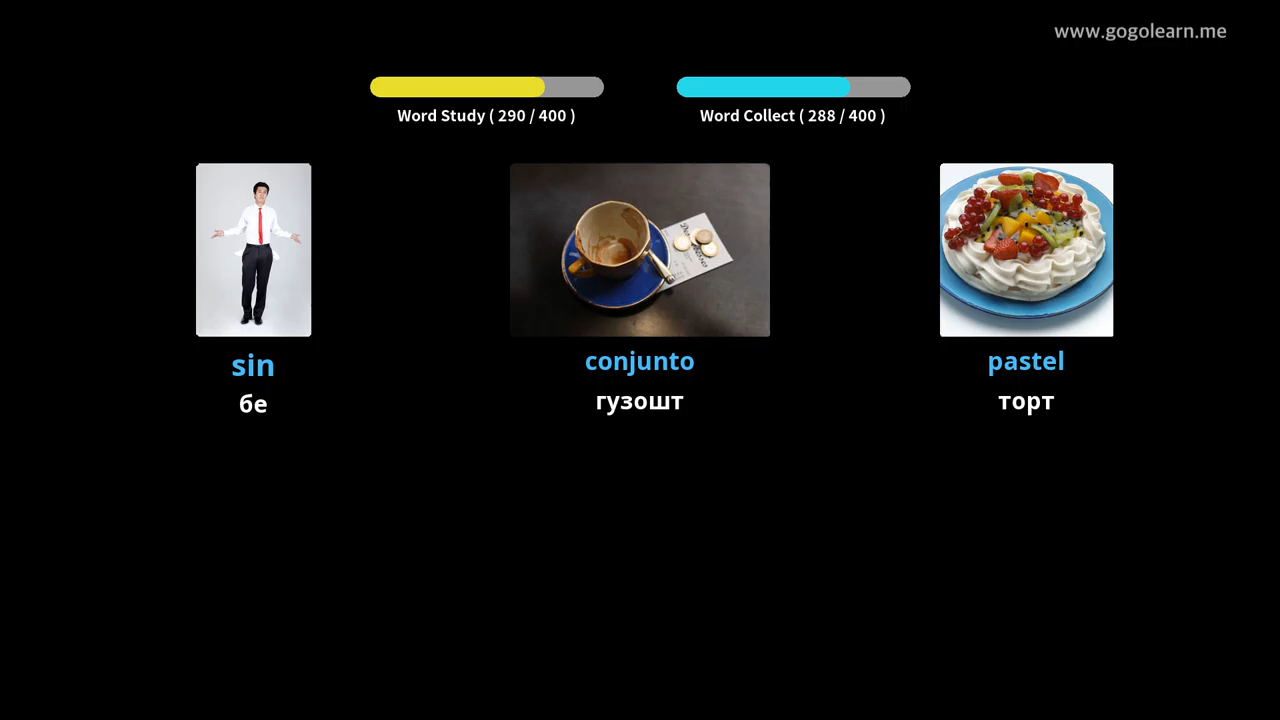 www.gogolearn.me
Word Study ( 290 / 400 )
Word Collect ( 288 / 400 )
sin
бе
conjunto
гузошт
pastel
торт